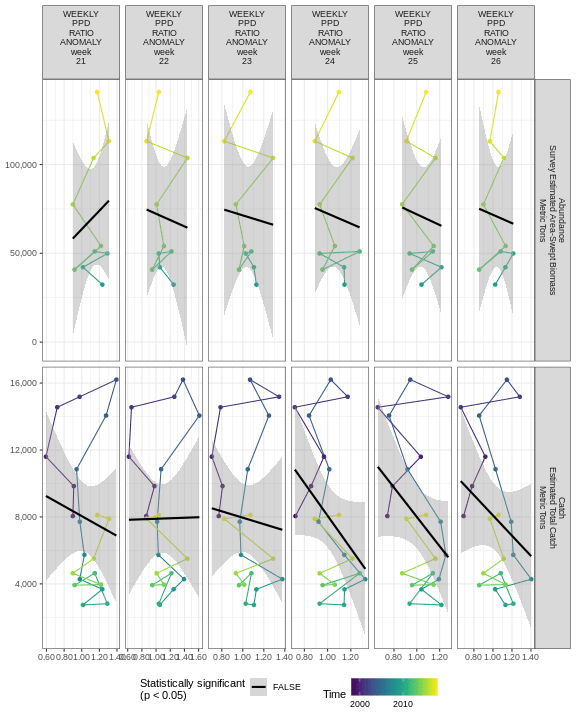 WEEKLY
PPD
RATIO
ANOMALY
week
21
WEEKLY
PPD
RATIO
ANOMALY
week
22
WEEKLY
PPD
RATIO
ANOMALY
week
23
WEEKLY
PPD
RATIO
ANOMALY
week
24
WEEKLY
PPD
RATIO
ANOMALY
week
25
WEEKLY
PPD
RATIO
ANOMALY
week
26
100,000
50,000
0
Abundance
Survey Estimated Area-Swept Biomass
Metric Tons
16,000
12,000
8,000
4,000
Catch
Estimated Total Catch
Metric Tons
0.60 0.80 1.00 1.20 1.40
0.60 0.80 1.00 1.20 1.40 1.60
0.80 1.00 1.20 1.40
0.80 1.00 1.20
0.80 1.00 1.20
0.80 1.00 1.20 1.40
Statistically significant
(p < 0.05)
FALSE
Time
2000 2010